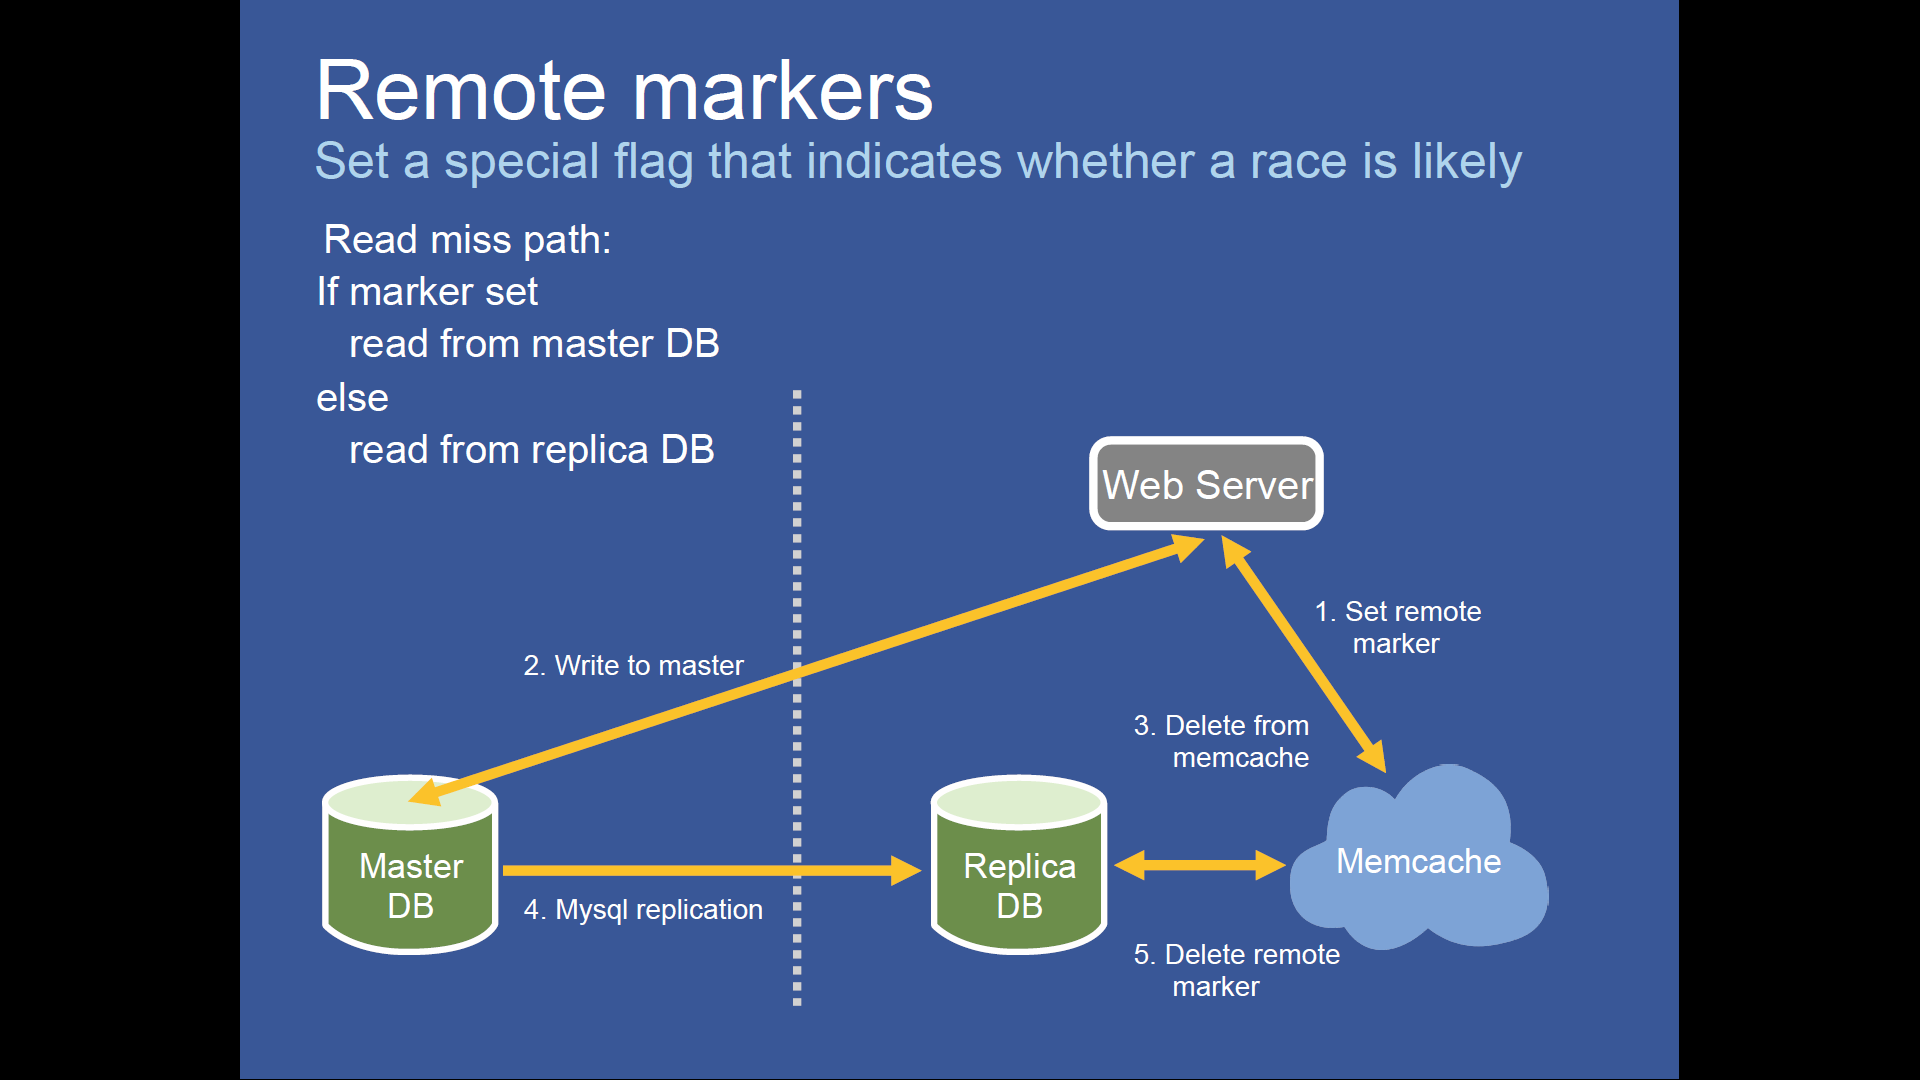 Remote markers
Set a special flag that indicates whether a race is likely
Read miss path:
If marker set
read from master DB
else
read from replica DB
Web Server
1. Set remote
marker
2. Write to master
3. Delete from
memcache
Master
DB
4. Mysql replication
Replica
DB
Memcache
5. Delete remote
marker